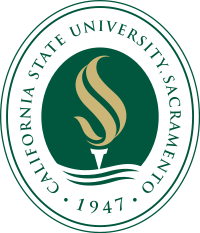 CALIFORNIA STATE UNIVERSITY, SACRAMENTO
• 1947 •